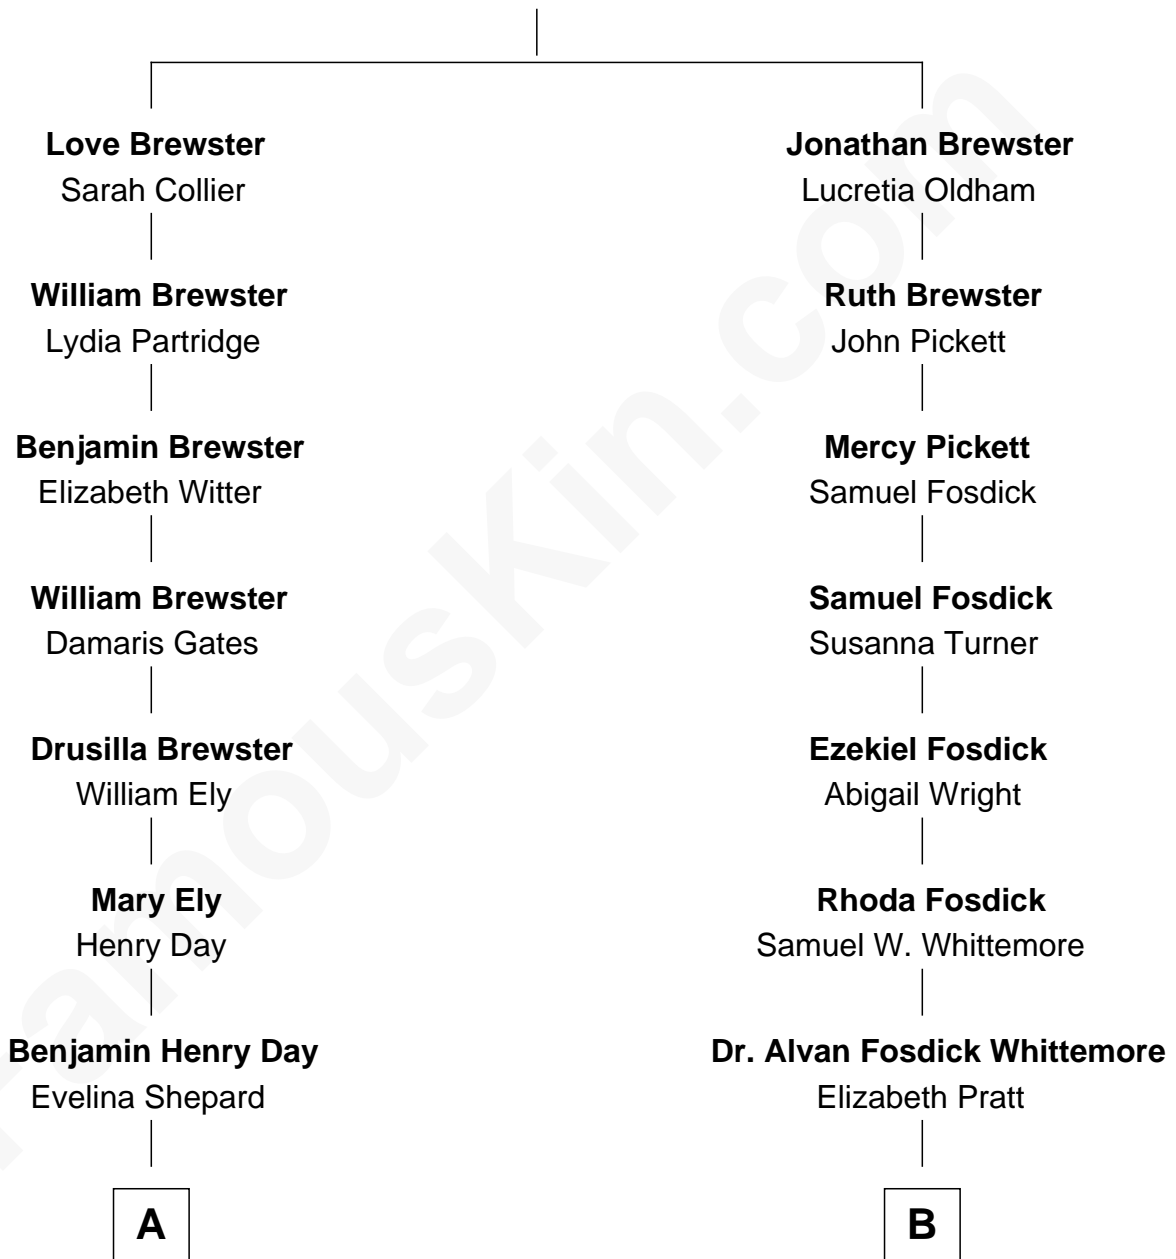 Love Brewster
Sarah Collier
William Brewster
Lydia Partridge
Benjamin Brewster
Elizabeth Witter
William Brewster
Damaris Gates
Drusilla Brewster
William Ely
Mary Ely
Henry Day
Benjamin Henry Day
Evelina Shepard
A
Jonathan Brewster
Lucretia Oldham
Ruth Brewster
John Pickett
Mercy Pickett
Samuel Fosdick
Samuel Fosdick
Susanna Turner
Ezekiel Fosdick
Abigail Wright
Rhoda Fosdick
Samuel W. Whittemore
Dr. Alvan Fosdick Whittemore
Elizabeth Pratt
B
FamousKin.com